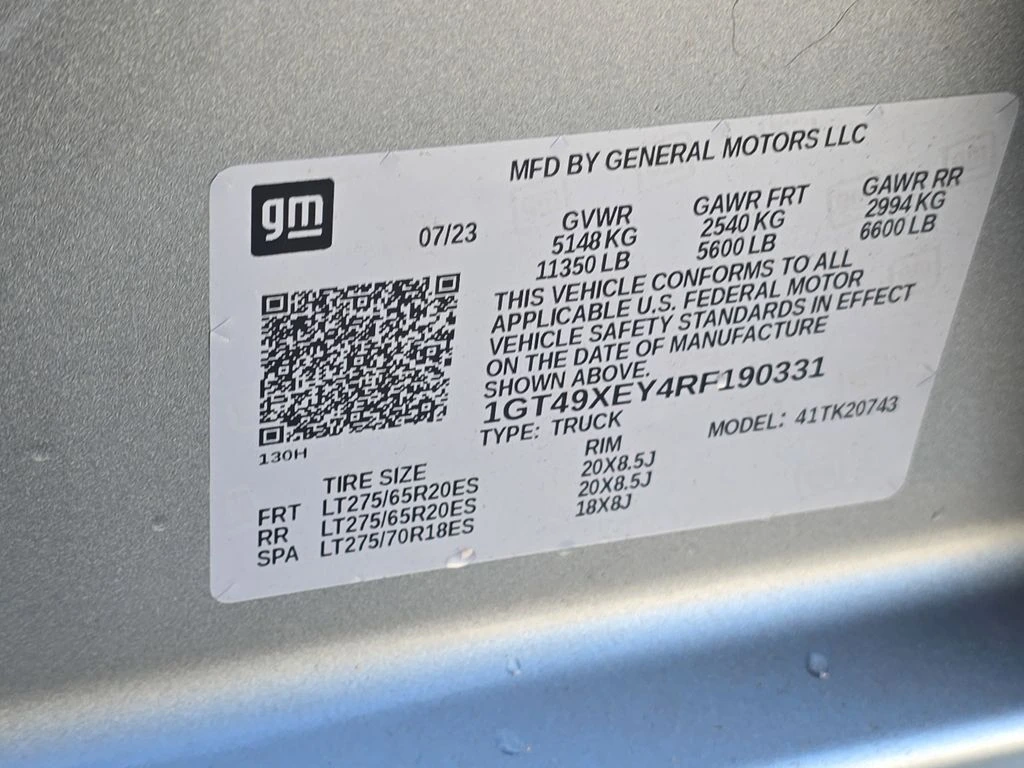 gm
MFD BY GENERAL MOTORS LLC
07/23
GVWR GAWR FRT GAWR RR
5148 KG 2540 KG 2994 KG
11350 LB 5600 LB 6600 LB
THIS VEHICLE CONFORMS TO ALL
APPLICABLE U.S. FEDERAL MOTOR
VEHICLE SAFETY STANDARDS IN EFFECT
ON THE DATE OF MANUFACTURE
SHOWN ABOVE.
1GT49XEY4RF190331
TYPE: TRUCK MODEL: 41TK20743
130H
TIRE SIZE RIM
FRT LT275/65R20ES 20X8.5J
RR LT275/65R20ES 20X8.5J
SPA LT275/70R18ES 18X8J